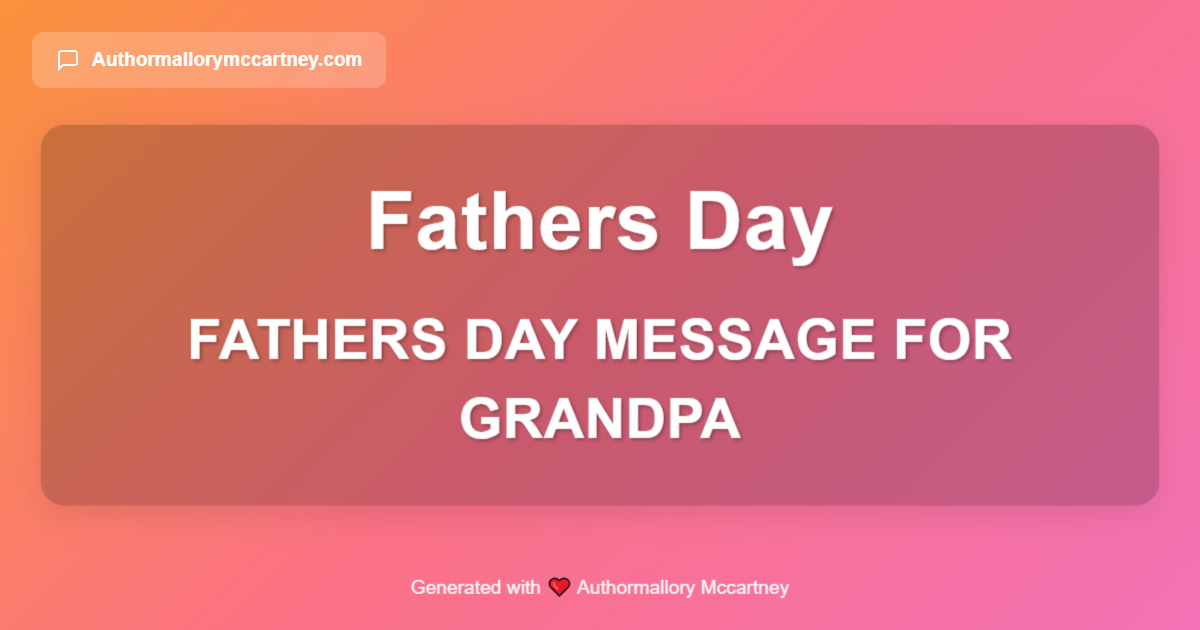 Authormallorymccartney.com
Fathers Day
FATHERS DAY MESSAGE FOR
GRANDPA
Generated with ❤️ Authormallory Mccartney